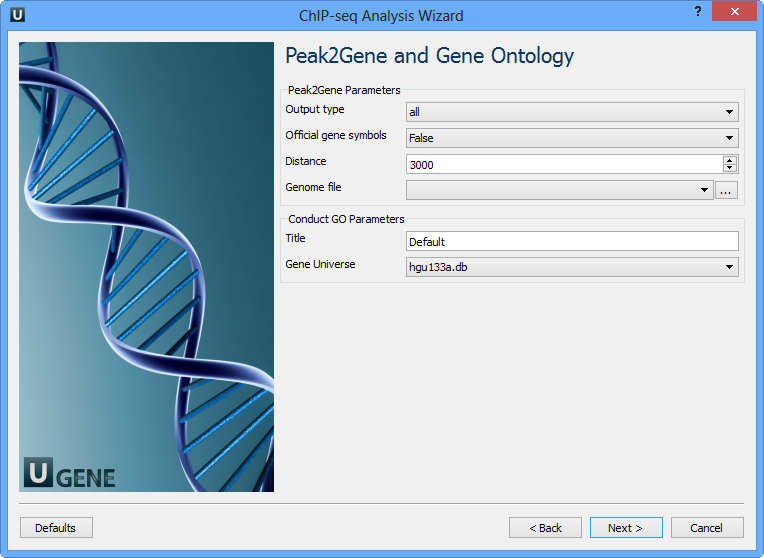 U
ChIP-seq Analysis Wizard
?
Peak2Gene and Gene Ontology
Peak2Gene Parameters
Output type
all
Official gene symbols
False
Distance
3000
Genome file
...
Conduct GO Parameters
Title
Default
Gene Universe
hgu133a.db
U GENE
Defaults
< Back
Next >
Cancel